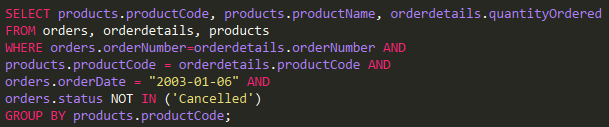 SELECT products.productCode, products.productName, orderdetails.quantityOrdered
FROM orders, orderdetails, products
WHERE orders.orderNumber=orderdetails.orderNumber AND
products.productCode = orderdetails.productCode AND
orders.orderDate = "2003-01-06" AND
orders.status NOT IN ('Cancelled')
GROUP BY products.productCode;